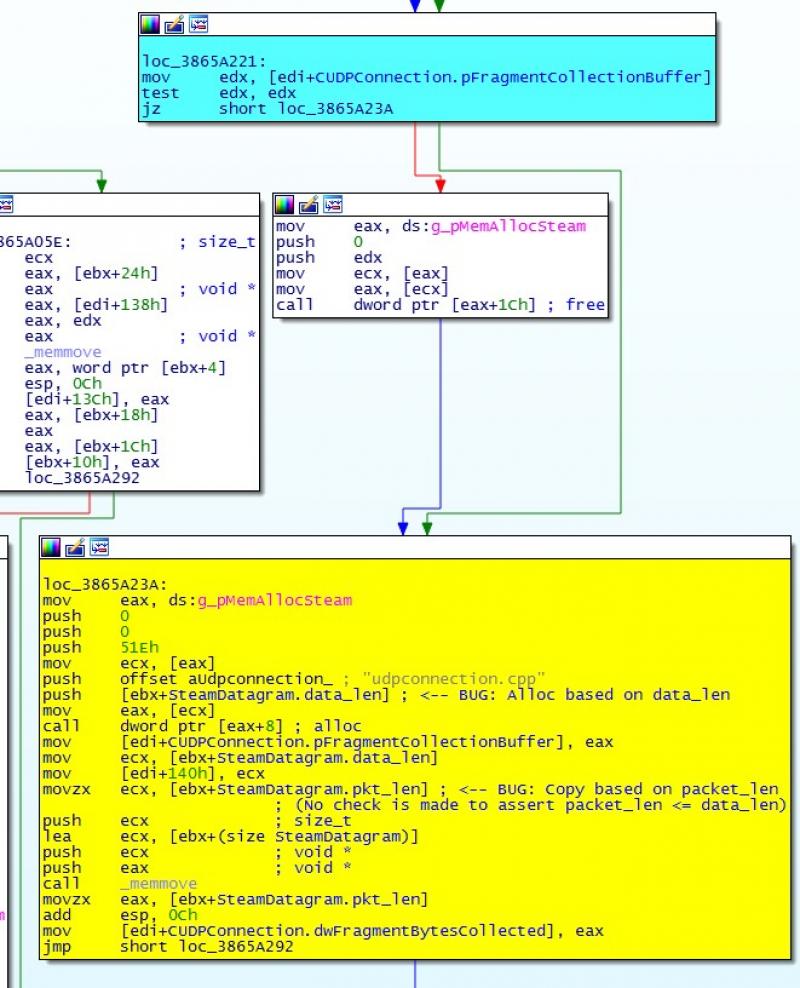 loc_3865A221:
mov edx, [edi+CUDPConnection.pFragmentCollectionBuffer]
test edx, edx
jz short loc_3865A23A
865A05E: ; size_t
ecx
eax, [ebx+24h]
eax ; void *
eax, [edi+138h]
eax, edx
eax ; void *
_memmove
eax, word ptr [ebx+4]
esp, 0Ch
[edi+13Ch], eax
eax, [ebx+18h]
eax
eax, [ebx+1Ch]
[ebx+10h], eax
loc_3865A292
mov eax, ds:g_pMemAllocSteam
push 0
push edx
mov ecx, [eax]
mov eax, [ecx]
call dword ptr [eax+1Ch] ; free
loc_3865A23A:
mov eax, ds:g_pMemAllocSteam
push 0
push 0
push 51Eh
mov ecx, [eax]
push offset aUdpconnection_ ; "udpconnection.cpp"
push [ebx+SteamDatagram.data_len] ; <-- BUG: Alloc based on data_len
mov eax, [ecx]
call dword ptr [eax+8] ; alloc
mov [edi+CUDPConnection.pFragmentCollectionBuffer], eax
mov ecx, [ebx+SteamDatagram.data_len]
mov [edi+140h], ecx
movzx ecx, [ebx+SteamDatagram.pkt_len] ; <-- BUG: Copy based on packet_len
; (No check is made to assert packet_len <= data_len)
push ecx ; size_t
lea ecx, [ebx+(size SteamDatagram)]
push ecx ; void *
push eax ; void *
call _memmove
movzx eax, [ebx+SteamDatagram.pkt_len]
add esp, 0Ch
mov [edi+CUDPConnection.dwFragmentBytesCollected], eax
jmp short loc_3865A292